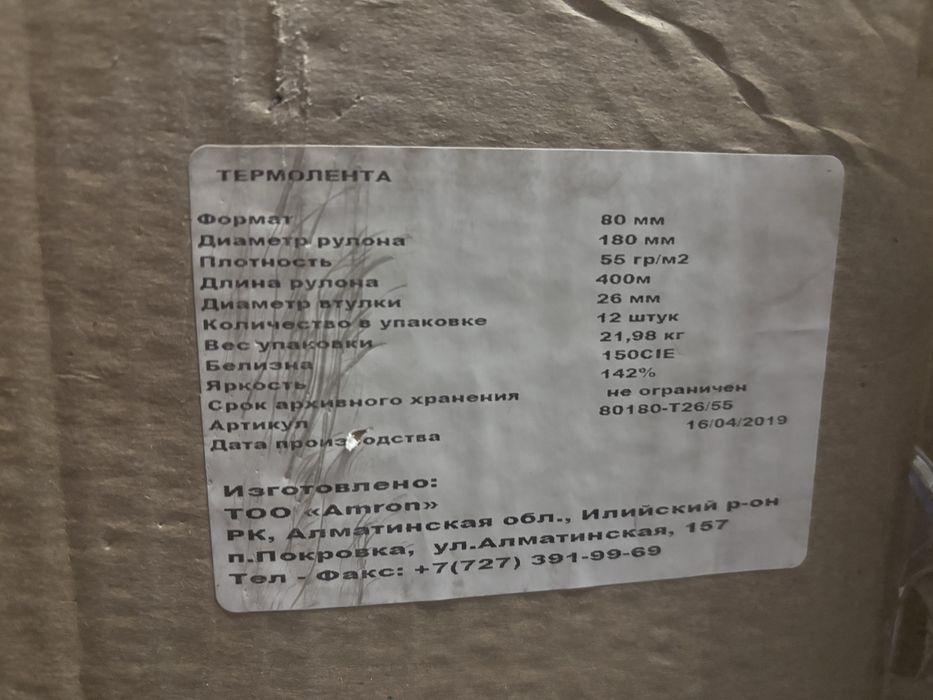 ТЕРМОЛЕНТА
Формат 80 мм
Диаметр рулона 180 мм
Плотность 55 гр/м2
Длина рулона 400м
Диаметр втулки 26 мм
Количество в упаковке 12 штук
Вес упаковки 21,98 кг
Белизна 150CIE
Яркость 142%
Срок архивного хранения не ограничен
Артикул 80180-Т26/55
Дата производства 16/04/2019
Изготовлено:
ТОО «Amron»
РК, Алматинская обл., Илийский р-он
п.Покровка, ул.Алматинская, 157
Тел - Факс: +7(727) 391-99-69